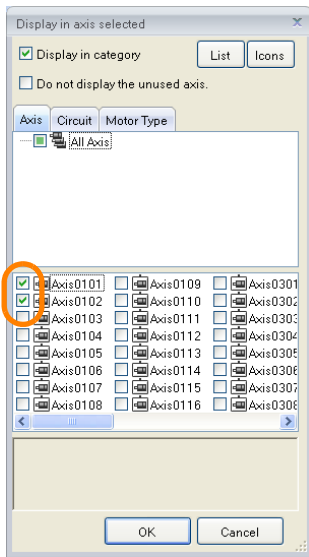 Display in axis selected
Display in category
List
Icons
Do not display the unused axis.
Axis Circuit Motor Type
All Axis
Axis0101 Axis0109 Axis0301
Axis0102 Axis0110 Axis0302
Axis0103 Axis0111 Axis0303
Axis0104 Axis0112 Axis0304
Axis0105 Axis0113 Axis0305
Axis0106 Axis0114 Axis0306
Axis0107 Axis0115 Axis0307
Axis0108 Axis0116 Axis0308
OK
Cancel